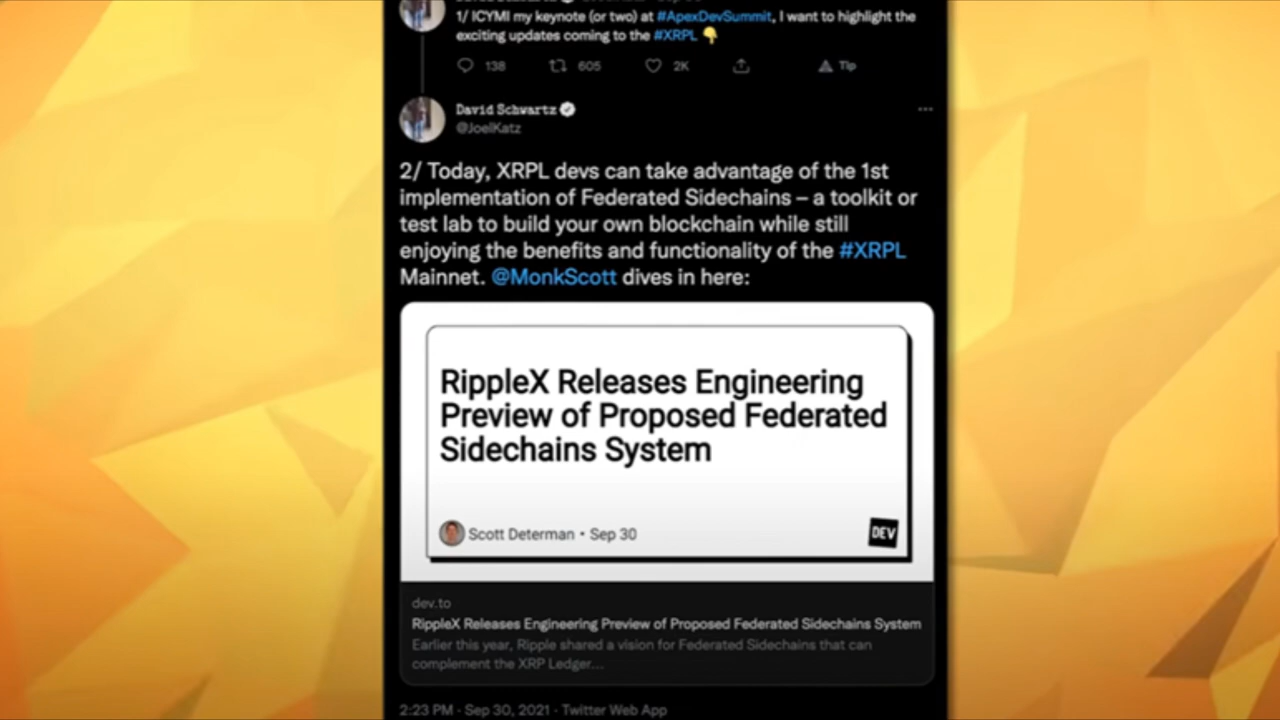 1/ ICYMI my keynote (or two) at #ApexDevSummit, I want to highlight the
exciting updates coming to the #XRPL 👇
138 605 2K Tip
David Schwartz
@JoelKatz
2/ Today, XRPL devs can take advantage of the 1st
implementation of Federated Sidechains – a toolkit or
test lab to build your own blockchain while still
enjoying the benefits and functionality of the #XRPL
Mainnet. @MonkScott dives in here:
RippleX Releases Engineering
Preview of Proposed Federated
Sidechains System
Scott Determan • Sep 30
DEV
dev.to
RippleX Releases Engineering Preview of Proposed Federated Sidechains System
Earlier this year, Ripple shared a vision for Federated Sidechains that can
complement the XRP Ledger...
2:23 PM · Sep 30, 2021 · Twitter Web App